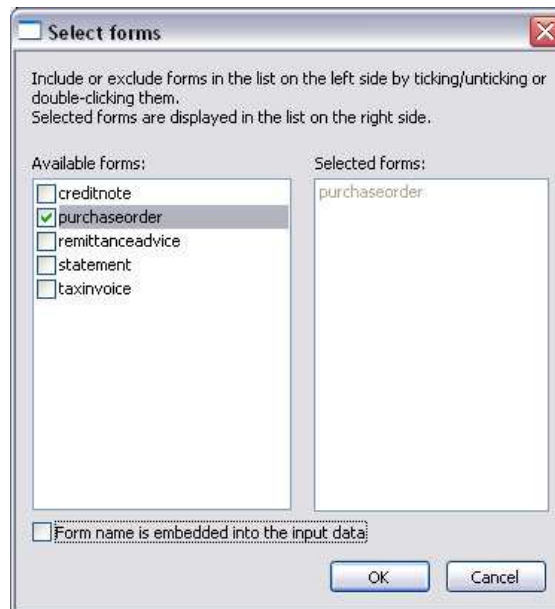 Select forms
Include or exclude forms in the list on the left side by ticking/unticking or
double-clicking them.
Selected forms are displayed in the list on the right side.
Available forms:
creditnote
purchaseorder
remittanceadvice
statement
taxinvoice
Selected forms:
purchaseorder
Form name is embedded into the input data
OK
Cancel